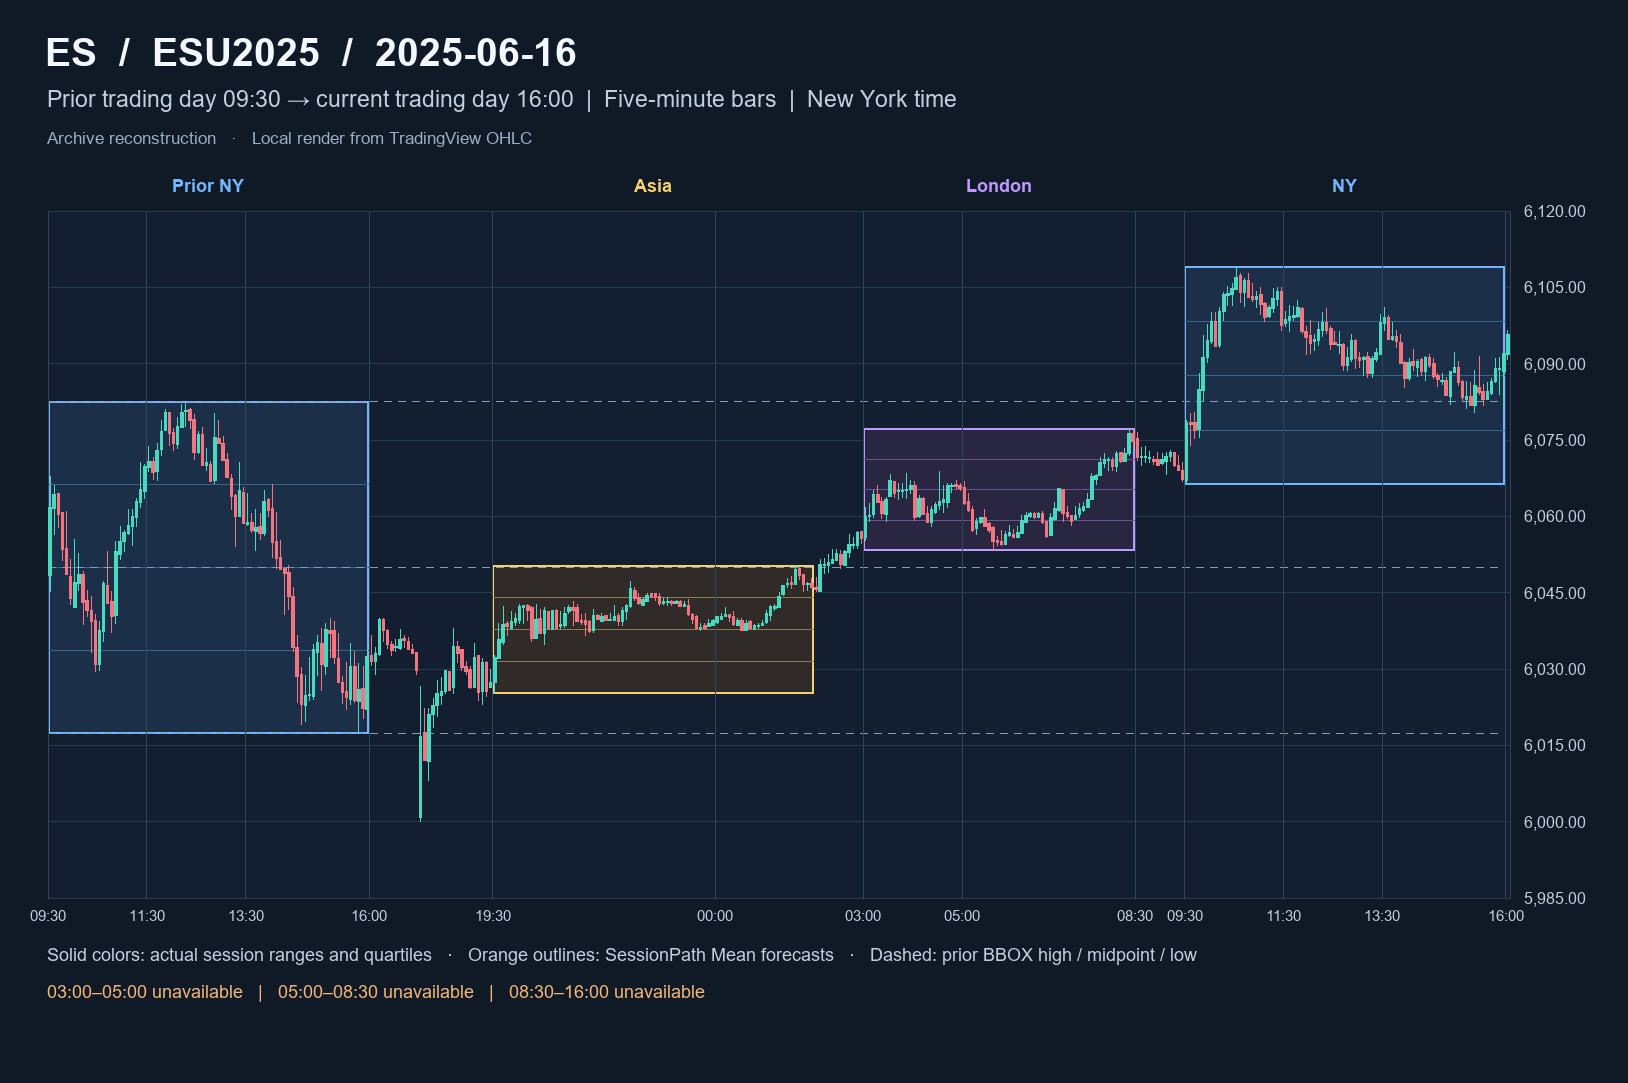 ES / ESU2025 / 2025-06-16
Prior trading day 09:30 → current trading day 16:00 | Five-minute bars | New York time
Archive reconstruction · Local render from TradingView OHLC
Prior NY Asia London NY
6,120.00
6,105.00
6,090.00
6,075.00
6,060.00
6,045.00
6,030.00
6,015.00
6,000.00
5,985.00
09:30 11:30 13:30 16:00 19:30 00:00 03:00 05:00 08:30 09:30 11:30 13:30 16:00
Solid colors: actual session ranges and quartiles · Orange outlines: SessionPath Mean forecasts · Dashed: prior BBOX high / midpoint / low
03:00–05:00 unavailable | 05:00–08:30 unavailable | 08:30–16:00 unavailable